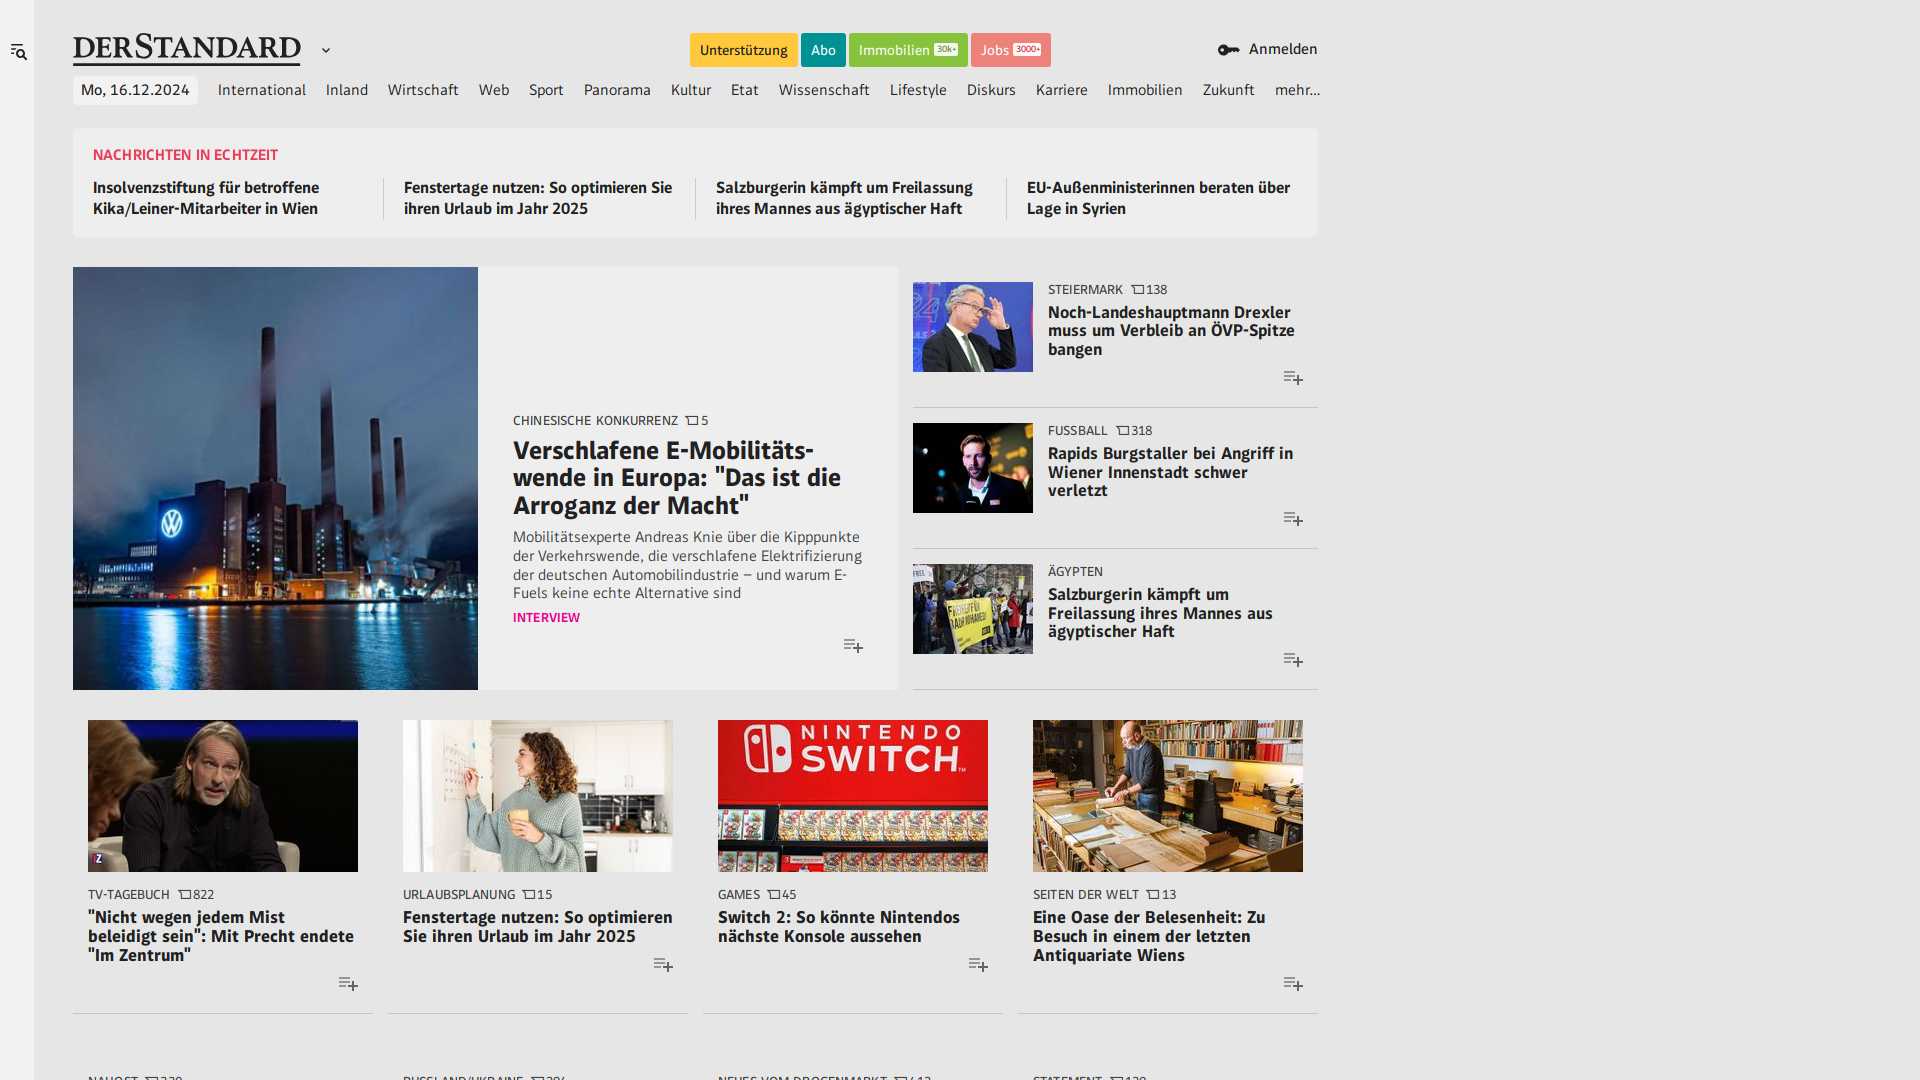 DERSTANDARD
Unterstützung
Abo
Immobilien 30k+
Jobs 3000+
Anmelden
Mo, 16.12.2024
International
Inland
Wirtschaft
Web
Sport
Panorama
Kultur
Etat
Wissenschaft
Lifestyle
Diskurs
Karriere
Immobilien
Zukunft
mehr...
NACHRICHTEN IN ECHTZEIT
Insolvenzstiftung für betroffene
Kika/Leiner-Mitarbeiter in Wien
Fenstertage nutzen: So optimieren Sie
ihren Urlaub im Jahr 2025
Salzburgerin kämpft um Freilassung
ihres Mannes aus ägyptischer Haft
EU-Außenministerinnen beraten über
Lage in Syrien
CHINESISCHE KONKURRENZ 5
Verschlafene E-Mobilitäts-
wende in Europa: "Das ist die
Arroganz der Macht"
Mobilitätsexperte Andreas Knie über die Kipppunkte
der Verkehrswende, die verschlafene Elektrifizierung
der deutschen Automobilindustrie – und warum E-
Fuels keine echte Alternative sind
INTERVIEW
STEIERMARK 138
Noch-Landeshauptmann Drexler
muss um Verbleib an ÖVP-Spitze
bangen
FUSSBALL 318
Rapids Burgstaller bei Angriff in
Wiener Innenstadt schwer
verletzt
ÄGYPTEN
Salzburgerin kämpft um
Freilassung ihres Mannes aus
ägyptischer Haft
TV-TAGEBUCH 822
"Nicht wegen jedem Mist
beleidigt sein": Mit Precht endete
"Im Zentrum"
URLAUBSPLANUNG 15
Fenstertage nutzen: So optimieren
Sie ihren Urlaub im Jahr 2025
NINTENDO
SWITCH
GAMES 45
Switch 2: So könnte Nintendos
nächste Konsole aussehen
SEITEN DER WELT 13
Eine Oase der Belesenheit: Zu
Besuch in einem der letzten
Antiquariate Wiens